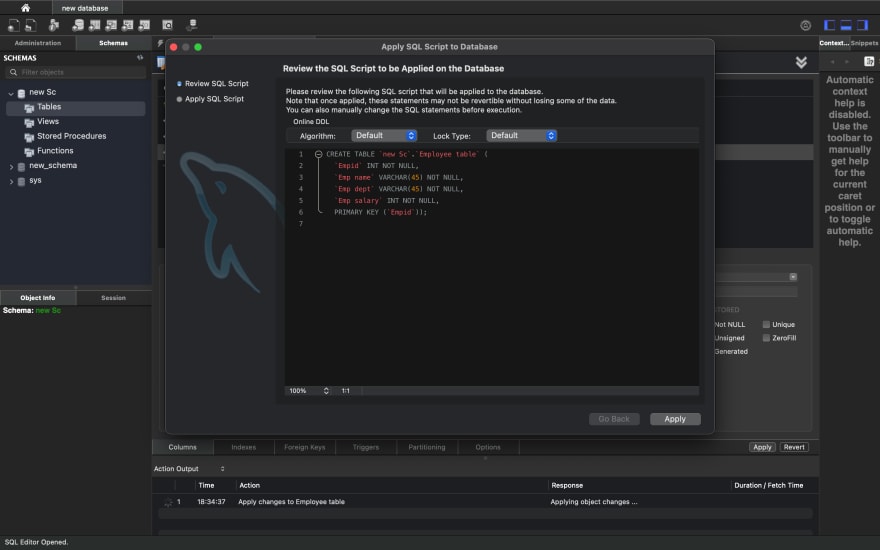 new database
Administration
Schemas
SCHEMAS
Filter objects
new Sc
Tables
Views
Stored Procedures
Functions
new_schema
sys
Object Info
Session
Schema: new Sc
Apply SQL Script to Database
Review SQL Script
Apply SQL Script
Review the SQL Script to be Applied on the Database
Please review the following SQL script that will be applied to the database.
Note that once applied, these statements may not be revertible without losing some of the data.
You can also manually change the SQL statements before execution.
Online DDL
Algorithm: Default Lock Type: Default
1 CREATE TABLE `new Sc`.`Employee table` (
2 `Empid` INT NOT NULL,
3 `Emp name` VARCHAR(45) NOT NULL,
4 `Emp dept` VARCHAR(45) NOT NULL,
5 `Emp salary` INT NOT NULL,
6 PRIMARY KEY (`Empid`));
7
100% 1:1
Go Back Apply
Context... Snippets
Automatic
context
help is
disabled.
Use the
toolbar to
manually
get help
for the
current
caret
position or
to toggle
automatic
help.
TORED
Not NULL Unique
Unsigned ZeroFill
Generated
Columns Indexes Foreign Keys Triggers Partitioning Options Apply Revert
Action Output
Time Action Response Duration / Fetch Time
1 18:34:37 Apply changes to Employee table Applying object changes ...
SQL Editor Opened.